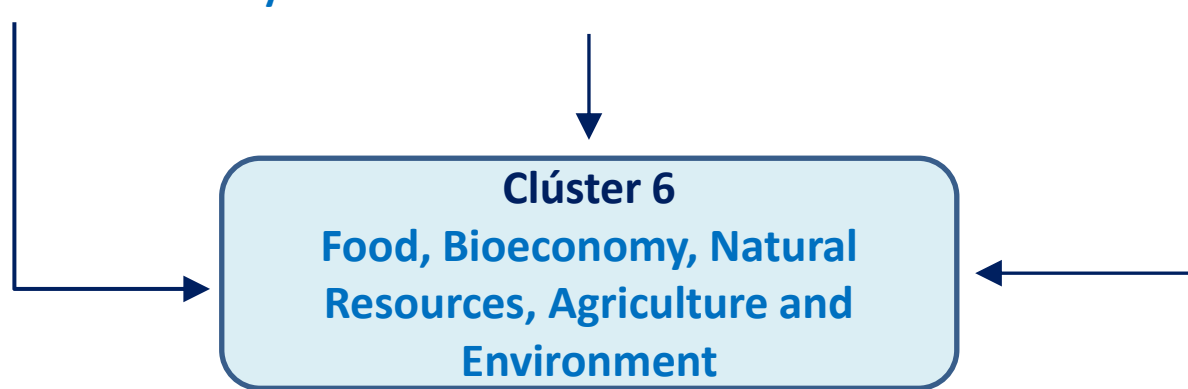 Clúster 6
Food, Bioeconomy, Natural
Resources, Agriculture and
Environment